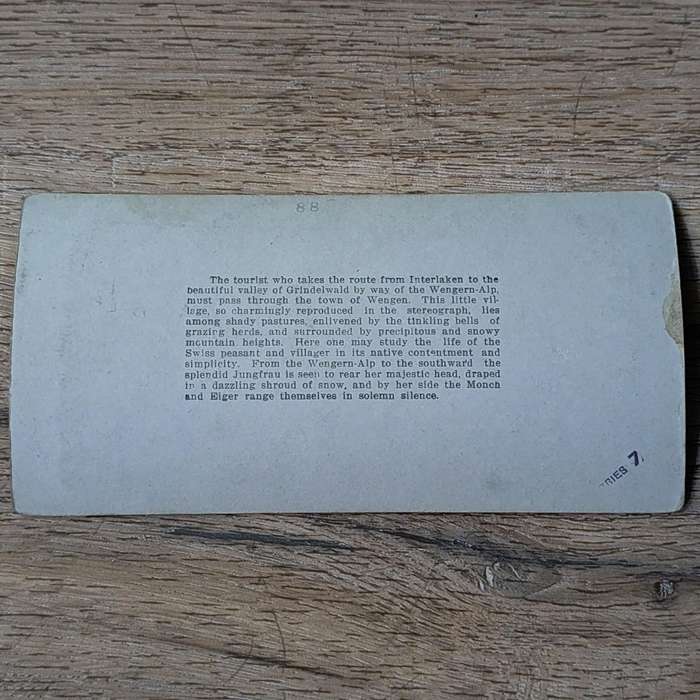 88
The tourist who takes the route from Interlaken to the
beautiful valley of Grindelwald by way of the Wengern-Alp,
must pass through the town of Wengen. This little vil-
lage, so charmingly reproduced in the stereograph, lies
among shady pastures, enlivened by the tinkling bells of
grazing herds, and surrounded by precipitous and snowy
mountain heights. Here one may study the life of the
Swiss peasant and villager in its native contentment and
simplicity. From the Wengern-Alp to the southward the
splendid Jungfrau is seen to rear her majestic head, draped
in a dazzling shroud of snow, and by her side the Monch
and Eiger range themselves in solemn silence.
RIES 7